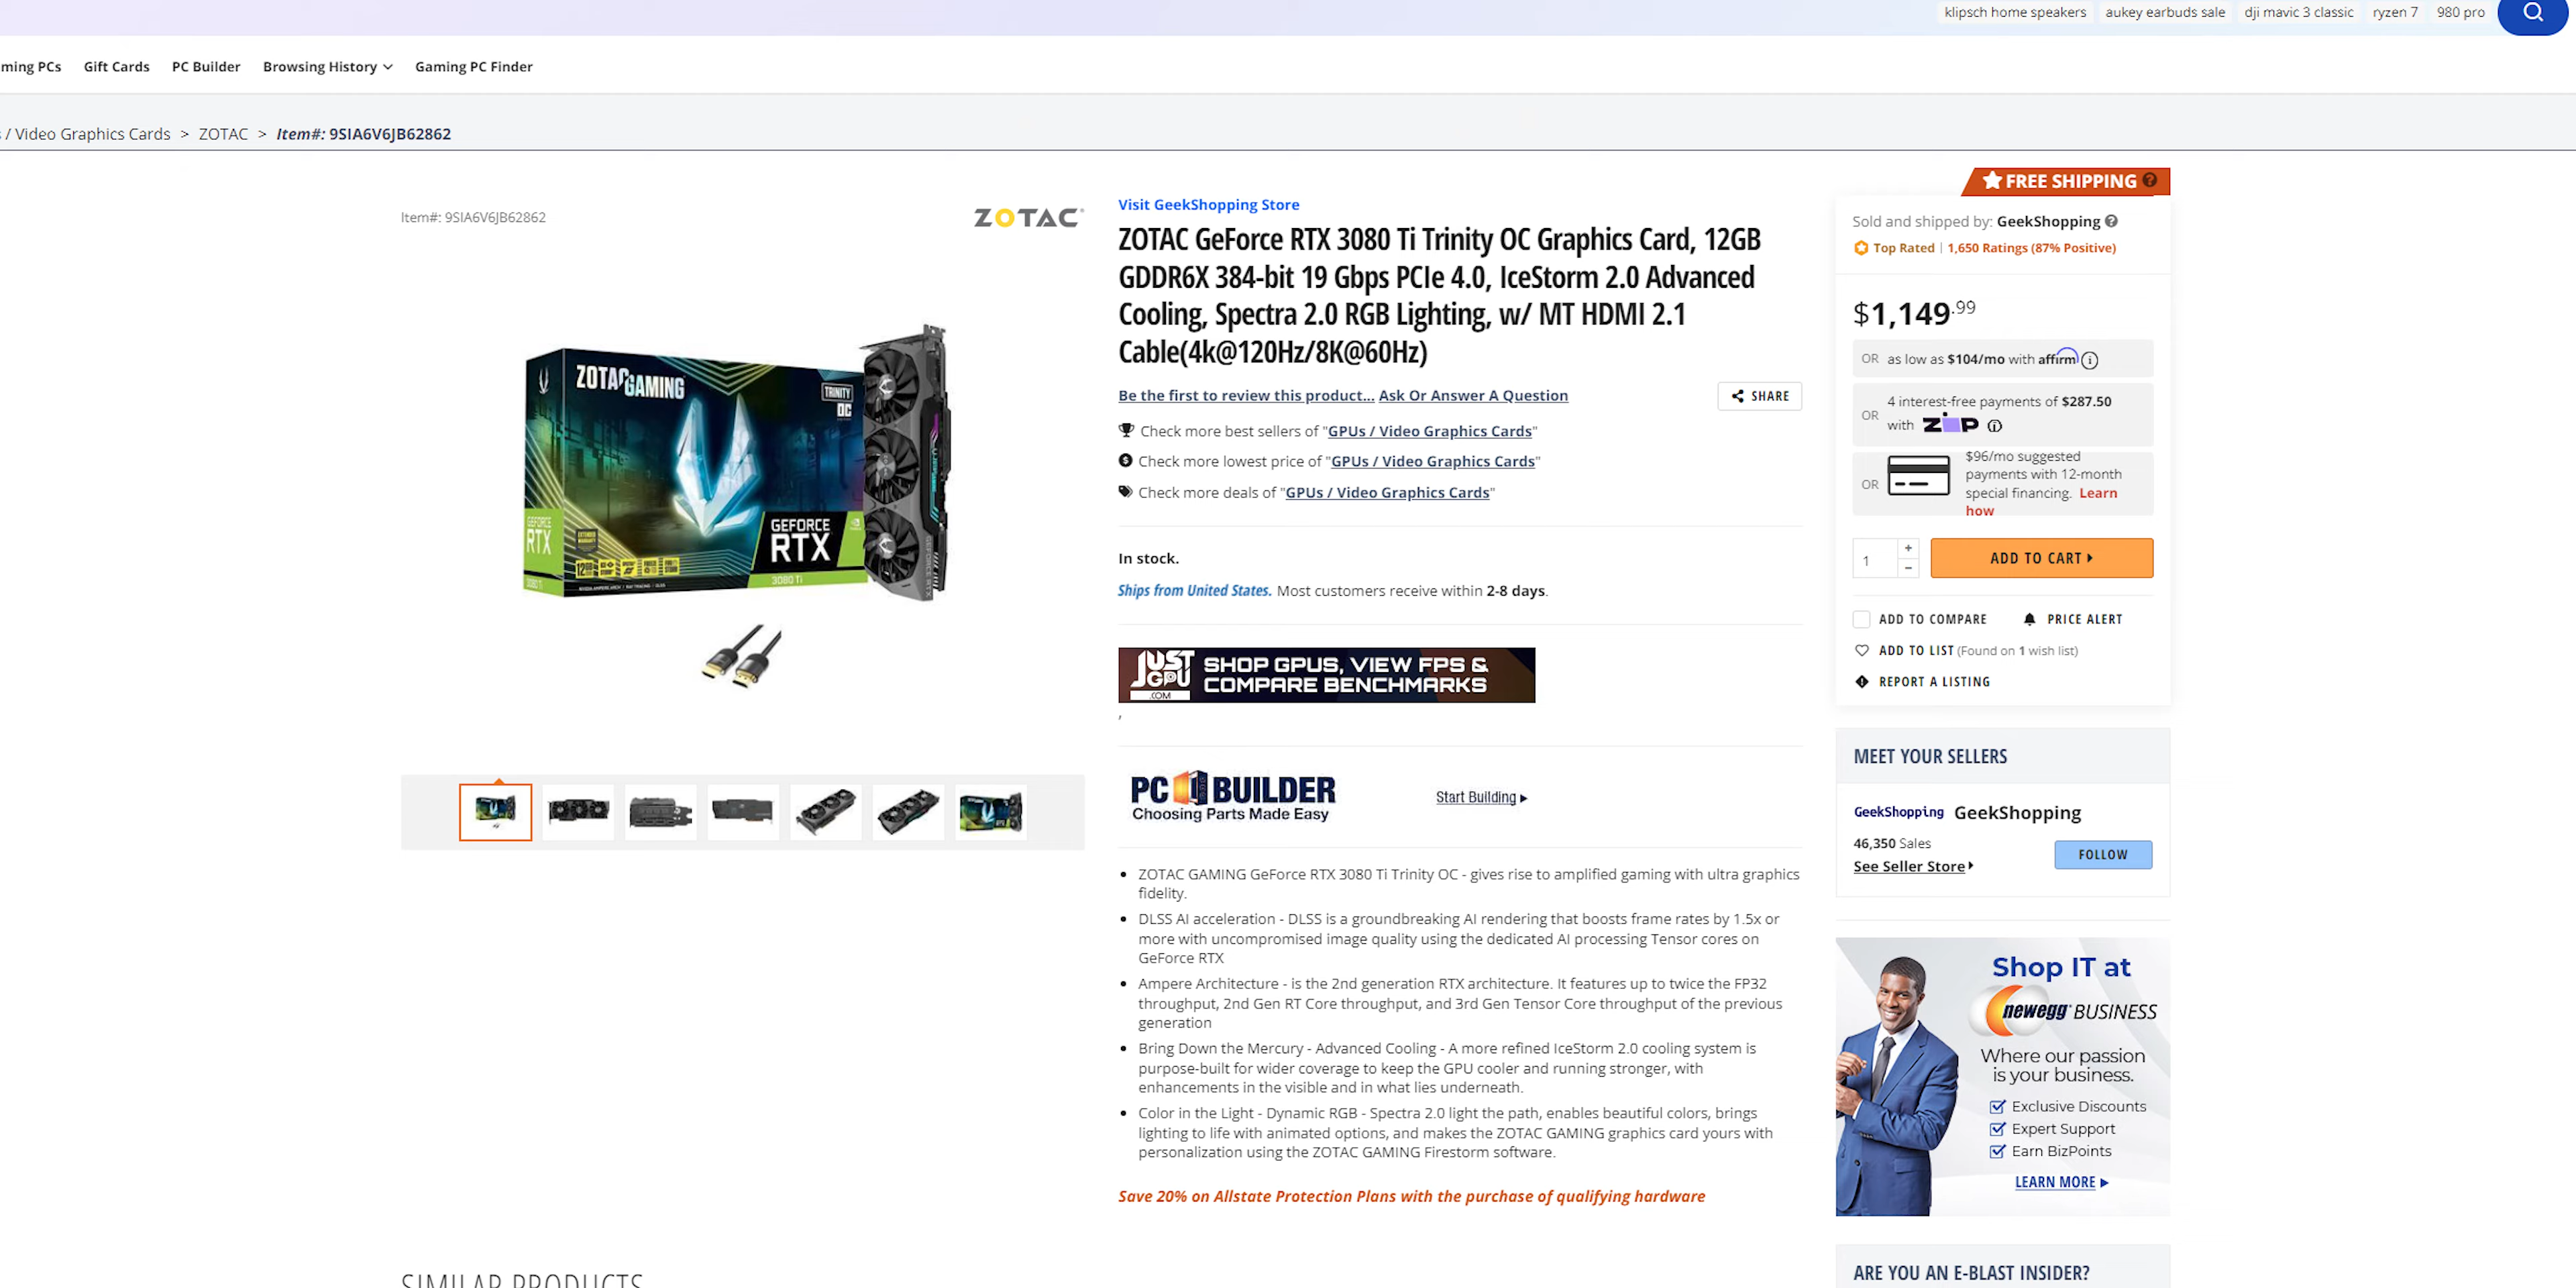 klipsch home speakers aukey earbuds sale dji mavic 3 classic ryzen 7 980 pro
ming PCs Gift Cards PC Builder Browsing History Gaming PC Finder
/ Video Graphics Cards > ZOTAC > Item#: 9SIA6V6JB62862
Item#: 9SIA6V6JB62862
ZOTAC
ZOTAC GAMING
TRINITY
OC
GEFORCE
RTX
3080 Ti
GEFORCE
RTX
3080 Ti
12GB
Visit GeekShopping Store
ZOTAC GeForce RTX 3080 Ti Trinity OC Graphics Card, 12GB
GDDR6X 384-bit 19 Gbps PCIe 4.0, IceStorm 2.0 Advanced
Cooling, Spectra 2.0 RGB Lighting, w/ MT HDMI 2.1
Cable(4k@120Hz/8K@60Hz)
Be the first to review this product... Ask Or Answer A Question
SHARE
Check more best sellers of "GPUs / Video Graphics Cards"
Check more lowest price of "GPUs / Video Graphics Cards"
Check more deals of "GPUs / Video Graphics Cards"
In stock.
Ships from United States. Most customers receive within 2-8 days.
JUST GPU .COM
SHOP GPUS, VIEW FPS &
COMPARE BENCHMARKS
,
PC BUILDER
Choosing Parts Made Easy
Start Building
• ZOTAC GAMING GeForce RTX 3080 Ti Trinity OC - gives rise to amplified gaming with ultra graphics
fidelity.
• DLSS AI acceleration - DLSS is a groundbreaking AI rendering that boosts frame rates by 1.5x or
more with uncompromised image quality using the dedicated AI processing Tensor cores on
GeForce RTX
• Ampere Architecture - is the 2nd generation RTX architecture. It features up to twice the FP32
throughput, 2nd Gen RT Core throughput, and 3rd Gen Tensor Core throughput of the previous
generation
• Bring Down the Mercury - Advanced Cooling - A more refined IceStorm 2.0 cooling system is
purpose-built for wider coverage to keep the GPU cooler and running stronger, with
enhancements in the visible and in what lies underneath.
• Color in the Light - Dynamic RGB - Spectra 2.0 light the path, enables beautiful colors, brings
lighting to life with animated options, and makes the ZOTAC GAMING graphics card yours with
personalization using the ZOTAC GAMING Firestorm software.
Save 20% on Allstate Protection Plans with the purchase of qualifying hardware
FREE SHIPPING
Sold and shipped by: GeekShopping
Top Rated | 1,650 Ratings (87% Positive)
$1,149.99
OR as low as $104/mo with affirm
OR 4 interest-free payments of $287.50
with ZIP
OR $96/mo suggested
payments with 12-month
special financing. Learn
how
1 + -
ADD TO CART
ADD TO COMPARE PRICE ALERT
ADD TO LIST (Found on 1 wish list)
REPORT A LISTING
MEET YOUR SELLERS
GeekShopping GeekShopping
46,350 Sales
See Seller Store
FOLLOW
Shop IT at
newegg BUSINESS
Where our passion
is your business.
Exclusive Discounts
Expert Support
Earn BizPoints
LEARN MORE
ARE YOU AN E-BLAST INSIDER?
SIMILAR PRODUCTS